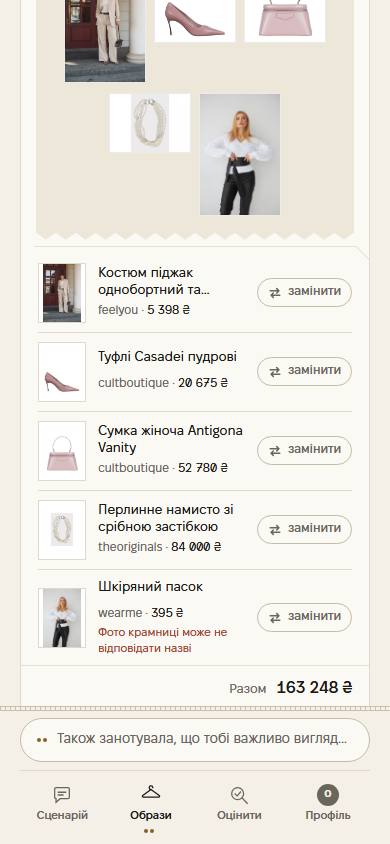 Костюм піджак
однобортний та...
feelyou · 5 398 ₴
замінити
Туфлі Casadei пудрові
cultboutique · 20 675 ₴
замінити
Сумка жіноча Antigona
Vanity
cultboutique · 52 780 ₴
замінити
Перлинне намисто зі
срібною застібкою
theoriginals · 84 000 ₴
замінити
Шкіряний пасок
wearme · 395 ₴
Фото крамниці може не
відповідати назві
замінити
Разом 163 248 ₴
Також занотувала, що тобі важливо вигляд...
Сценарій
Образи
Оцінити
О
Профіль